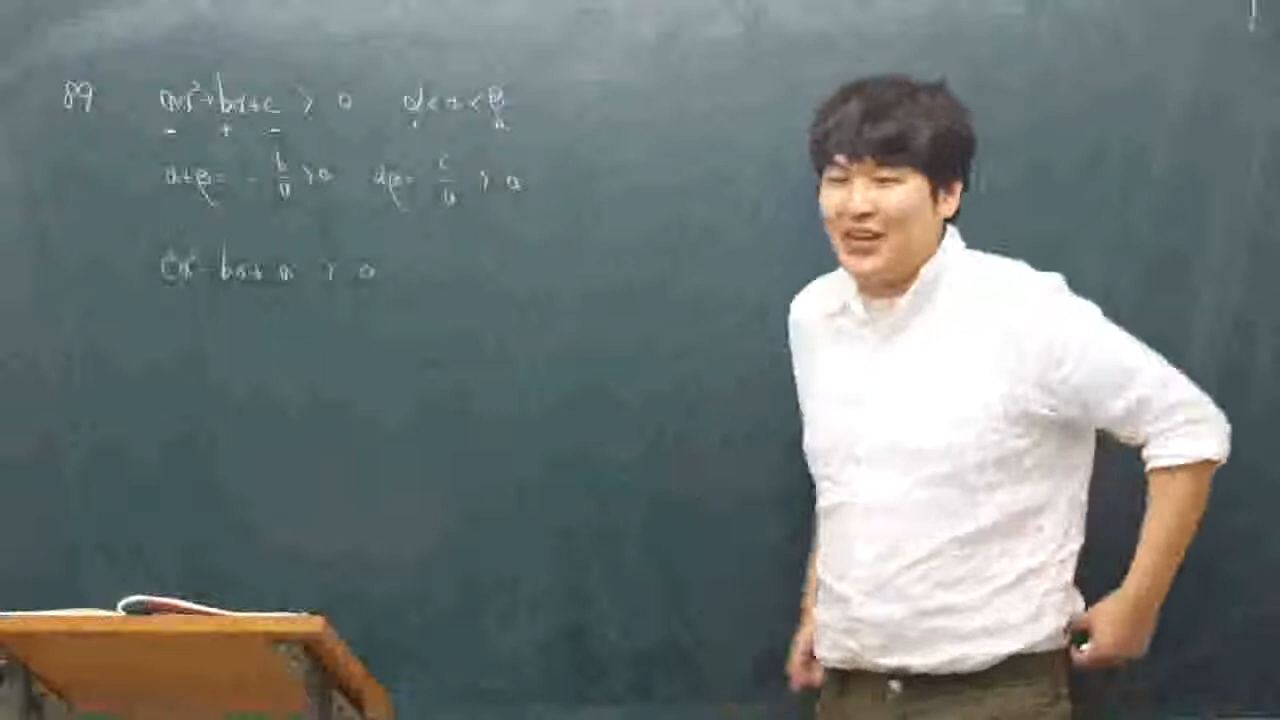 89 ax²+bx+c > 0 α<x<β
- + - + +
α+β = -b/a > 0 αβ = c/a > 0
cx²-bx+a > 0